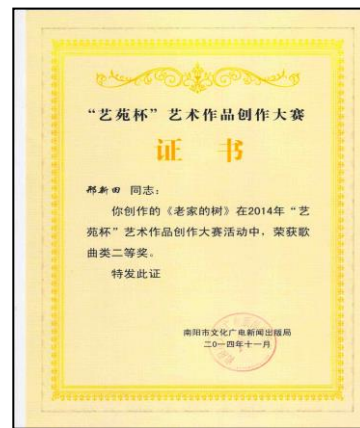 “艺苑杯”艺术作品创作大赛
证 书
邢新田 同志：
你创作的《老家的树》在2014年“艺
苑杯”艺术作品创作大赛活动中，荣获歌
曲类二等奖。
特发此证
南阳市文化广电新闻出版局
二〇一四年十一月